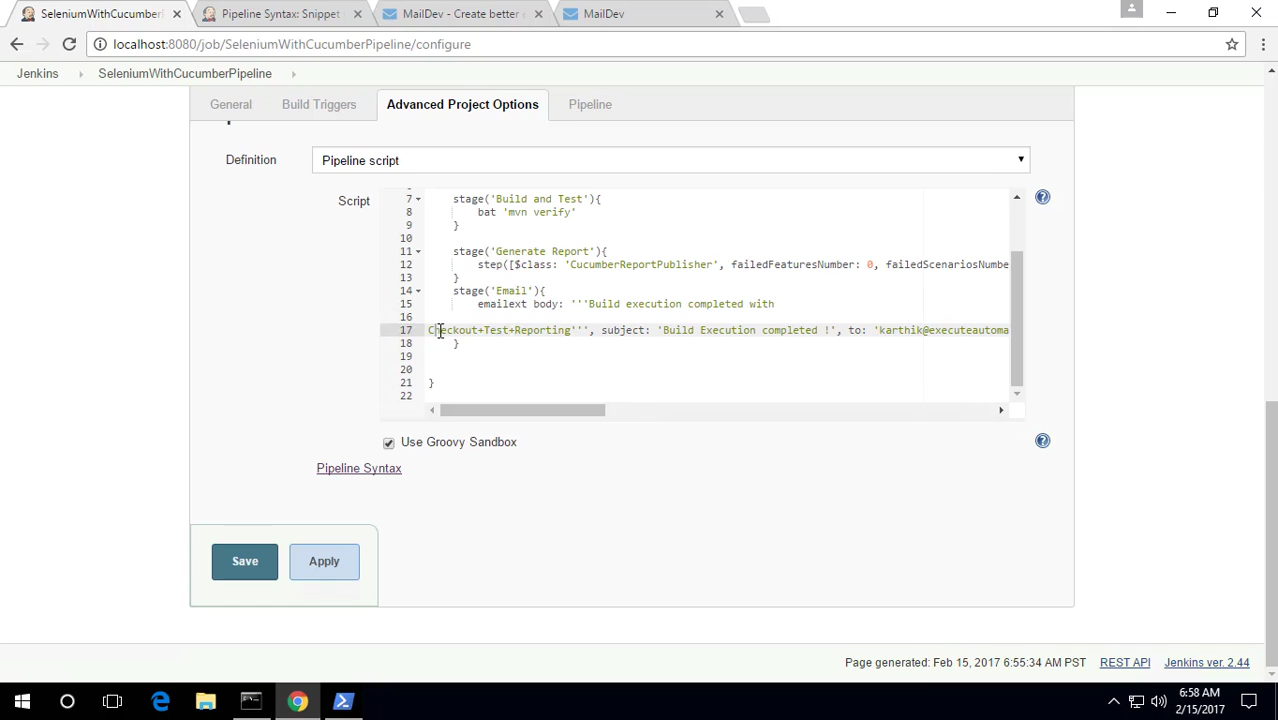 SeleniumWithCucumberP
Pipeline Syntax: Snippet
MailDev - Create better
MailDev
localhost:8080/job/SeleniumWithCucumberPipeline/configure
Jenkins
SeleniumWithCucumberPipeline
General
Build Triggers
Advanced Project Options
Pipeline
Definition
Pipeline script
Script
7 stage('Build and Test'){
8 bat 'mvn verify'
9 }
10
11 stage('Generate Report'){
12 step([$class: 'CucumberReportPublisher', failedFeaturesNumber: 0, failedScenariosNumbe
13 }
14 stage('Email'){
15 emailext body: '''Build execution completed with
16
17 Checkout+Test+Reporting''', subject: 'Build Execution completed !', to: 'karthik@executeautoma
18 }
19
20
21 }
22
Use Groovy Sandbox
Pipeline Syntax
Save
Apply
Page generated: Feb 15, 2017 6:55:34 AM PST
REST API
Jenkins ver. 2.44
6:58 AM
2/15/2017